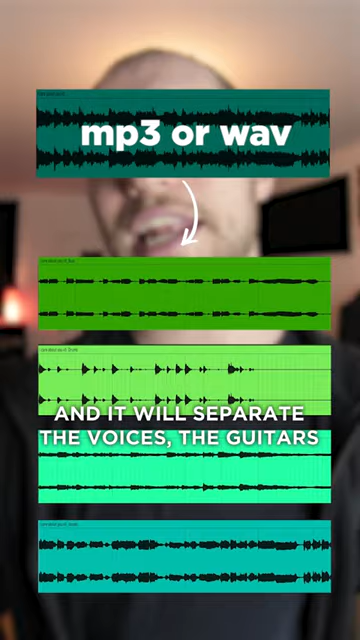 mp3 or wav
AND IT WILL SEPARATE
THE VOICES, THE GUITARS